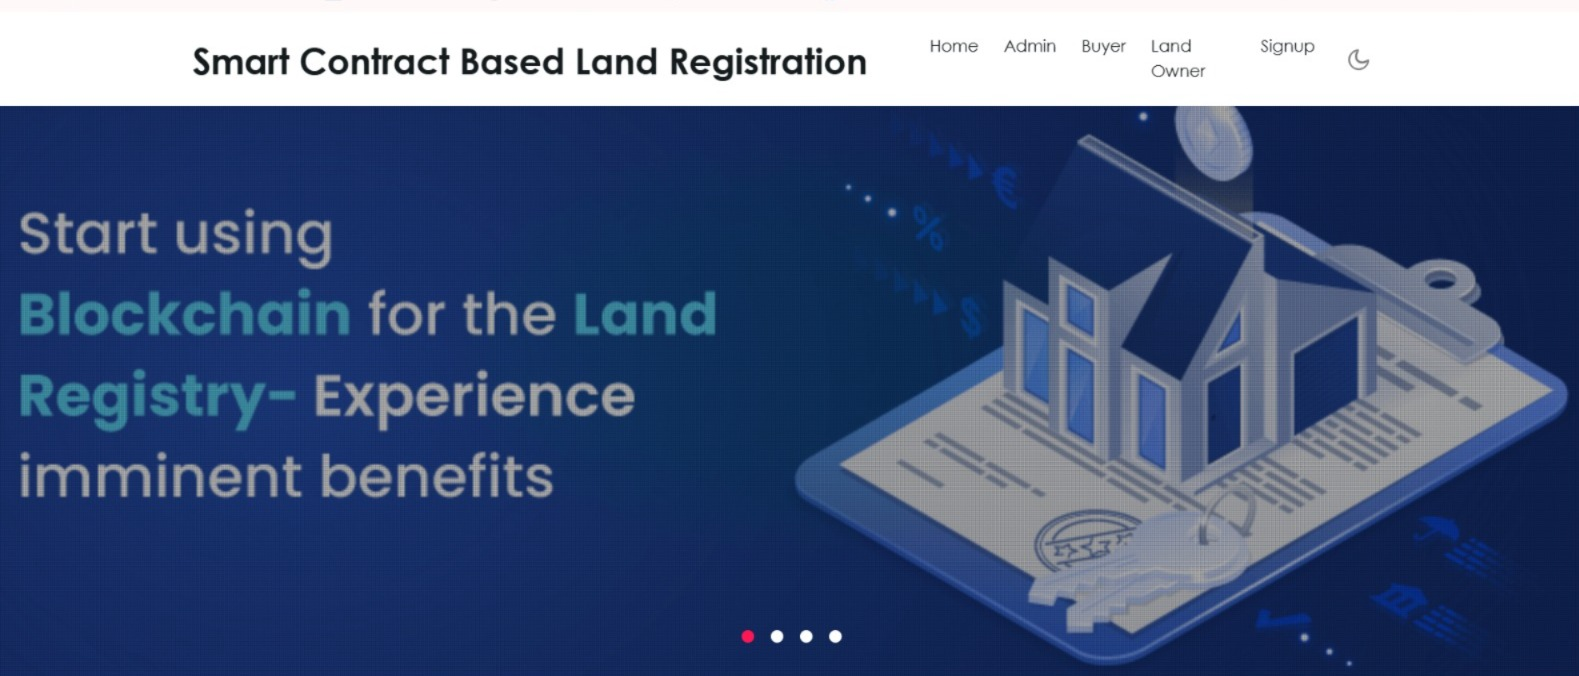 Smart Contract Based Land Registration
Home Admin Buyer Land Owner Signup
Start using
Blockchain for the Land
Registry- Experience
imminent benefits
% € $